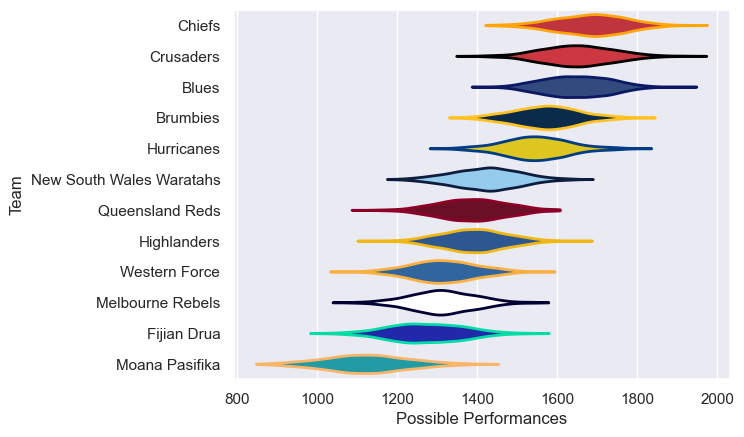 Chiefs
Crusaders
Blues
Brumbies
Hurricanes
New South Wales Waratahs
Queensland Reds
Highlanders
Western Force
Melbourne Rebels
Fijian Drua
Moana Pasifika
Team
800 1000 1200 1400 1600 1800 2000
Possible Performances